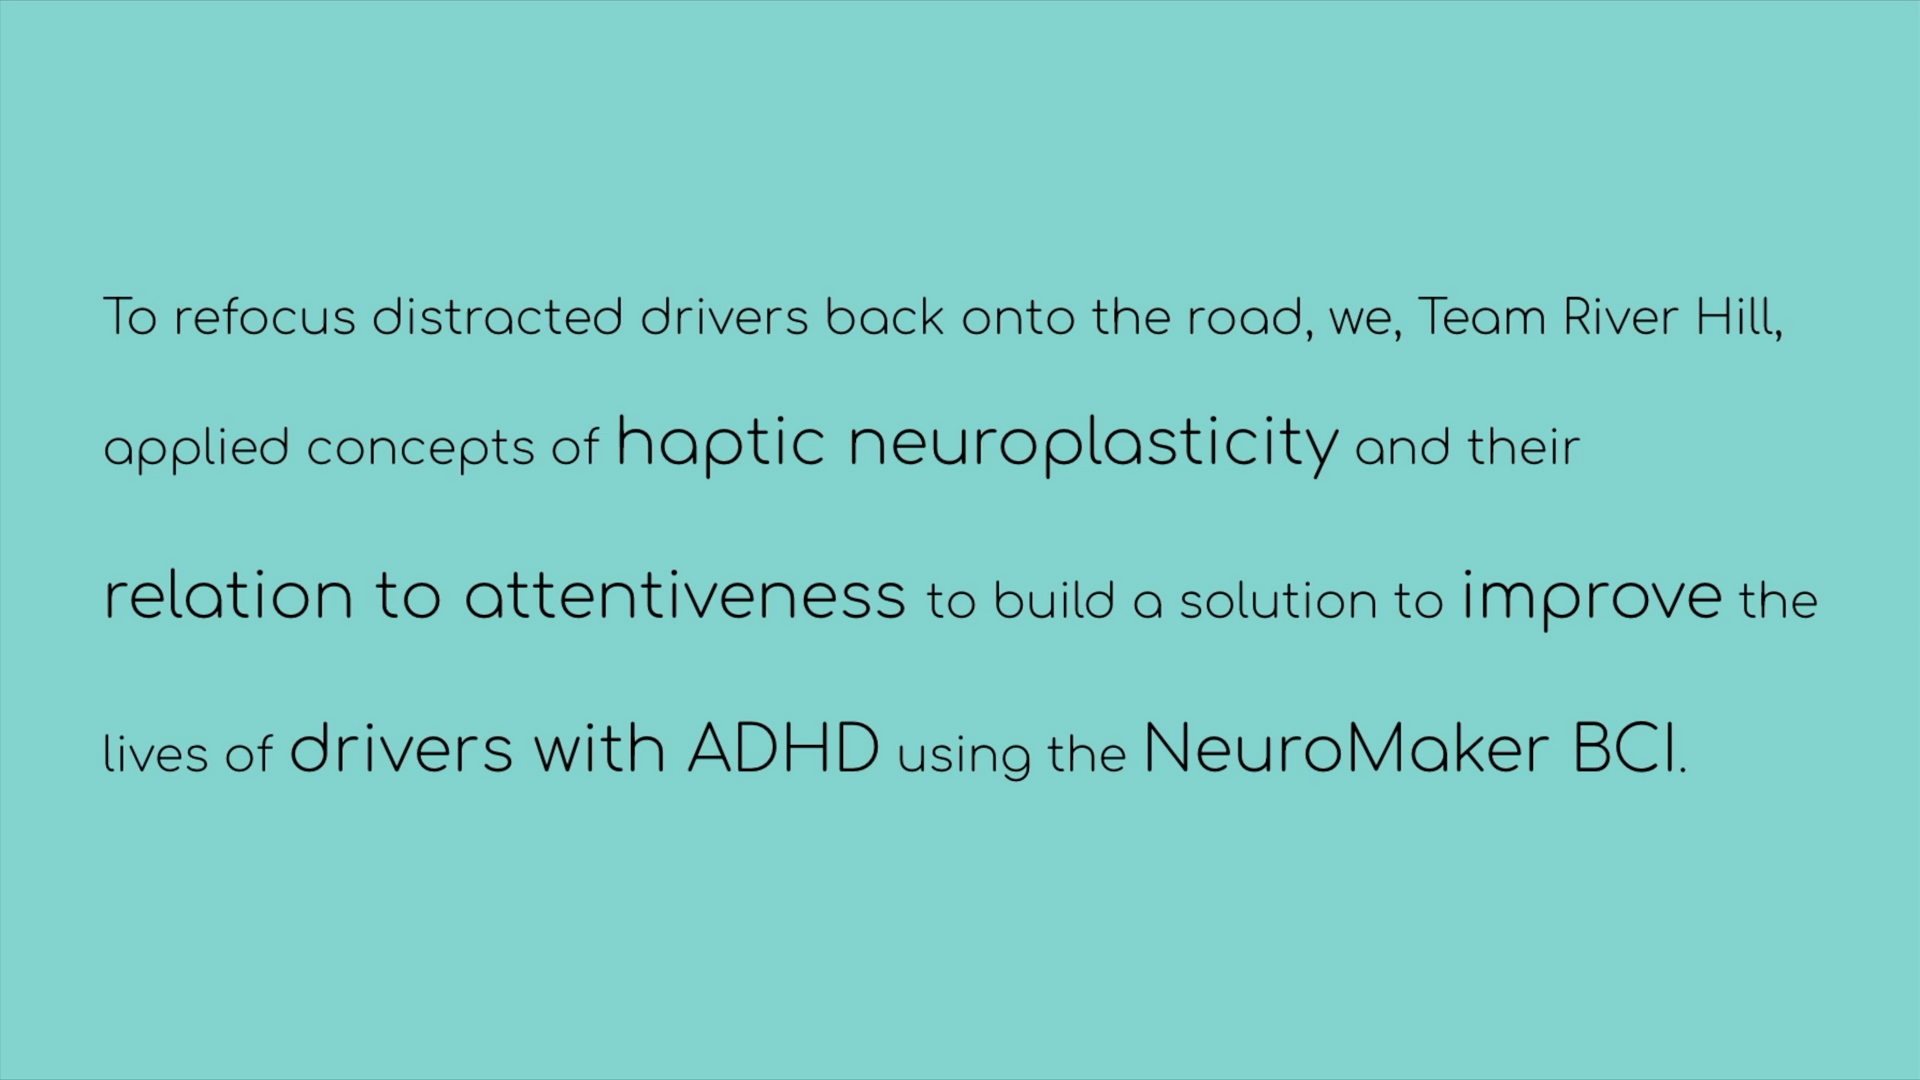 To refocus distracted drivers back onto the road, we, Team River Hill,
applied concepts of haptic neuroplasticity and their
relation to attentiveness to build a solution to improve the
lives of drivers with ADHD using the NeuroMaker BCI.